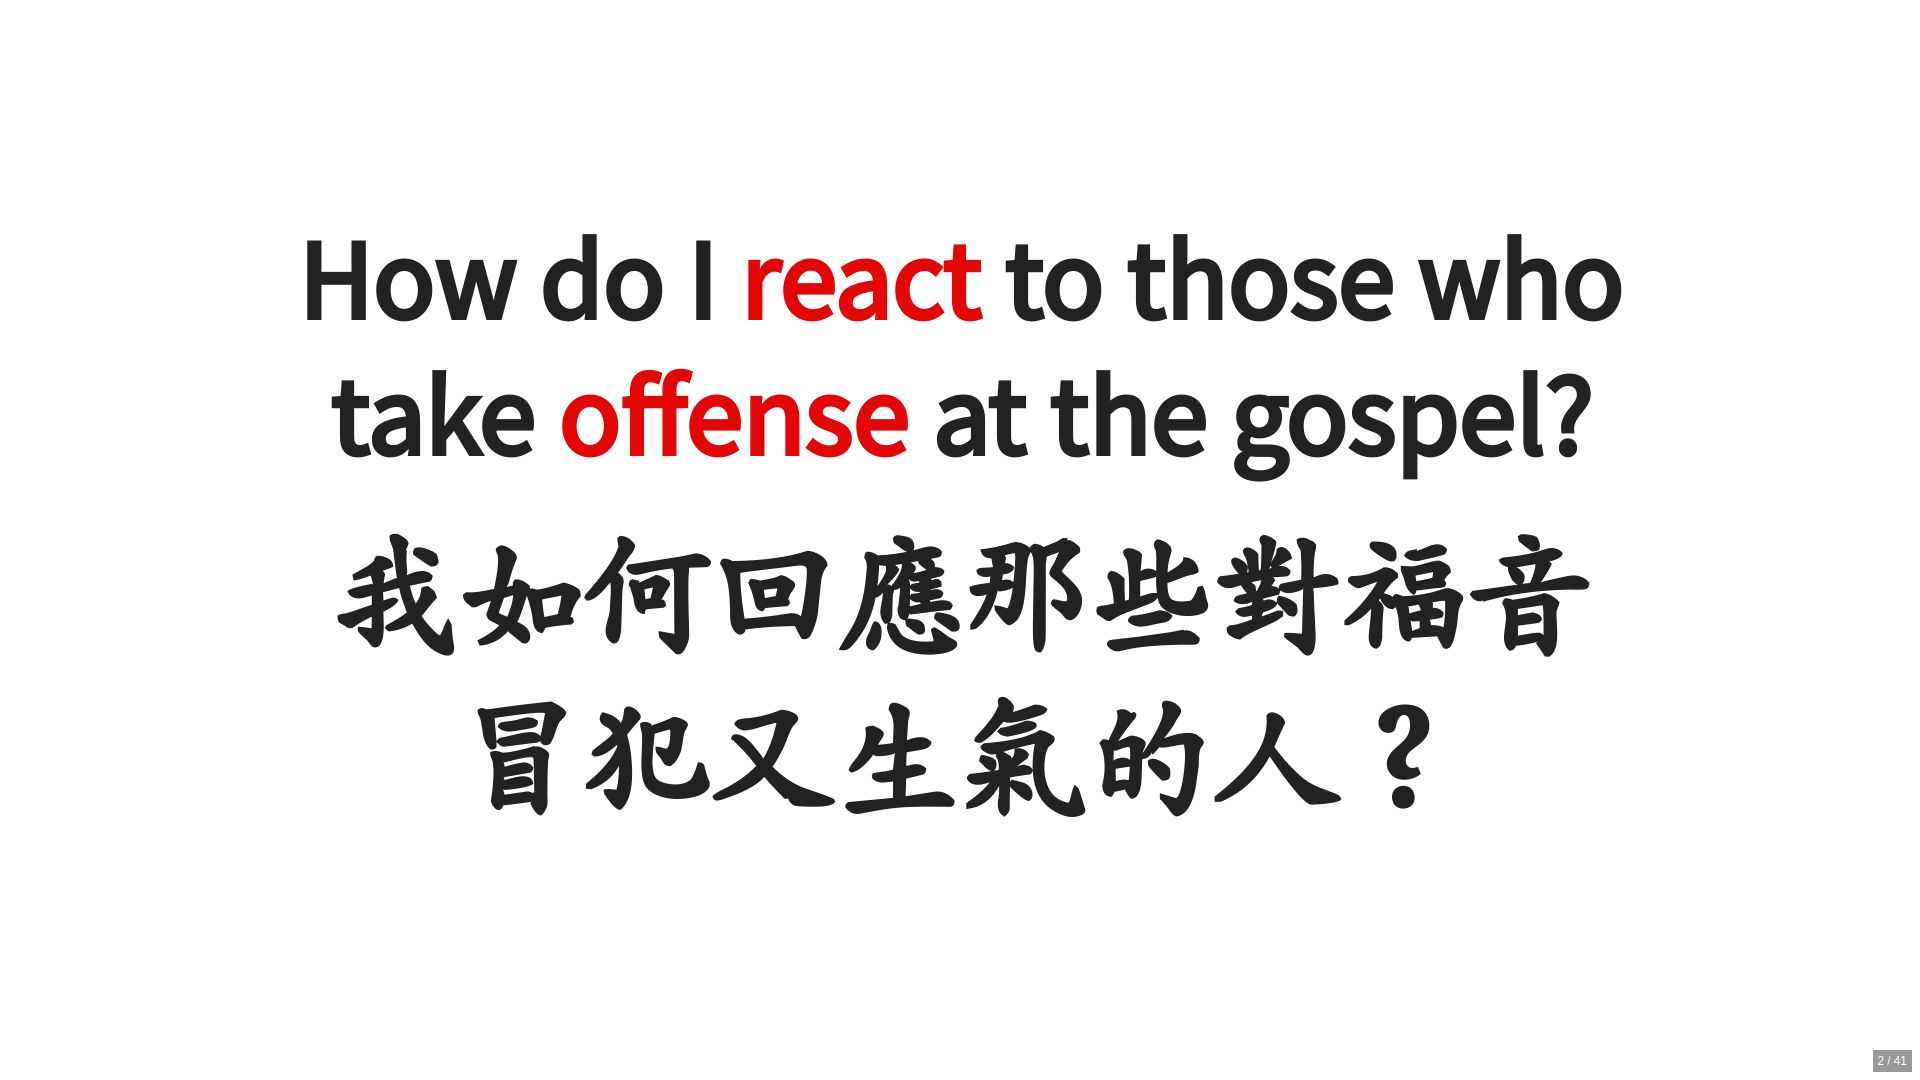 How do I react to those who
take offense at the gospel?
我如何回應那些對福音
冒犯又生氣的人？
2 / 41